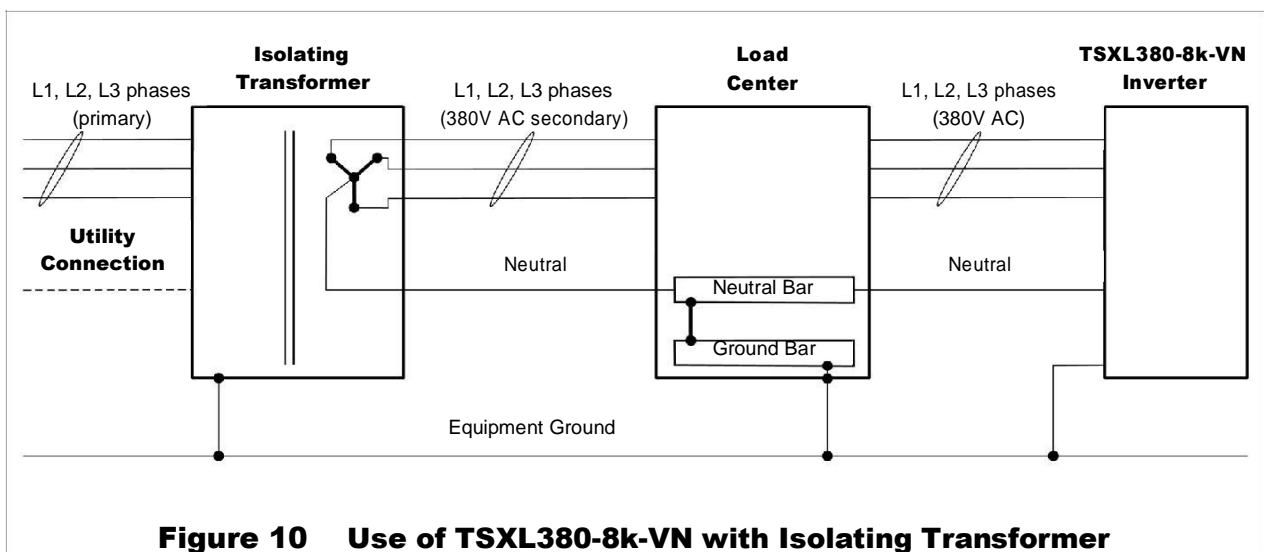 Isolating
Transformer
Load
Center
TSXL380-8k-VN
Inverter
L1, L2, L3 phases
(primary)
L1, L2, L3 phases
(380V AC secondary)
L1, L2, L3 phases
(380V AC)
Utility
Connection
Neutral
Neutral
Neutral Bar
Ground Bar
Equipment Ground
Figure 10 Use of TSXL380-8k-VN with Isolating Transformer